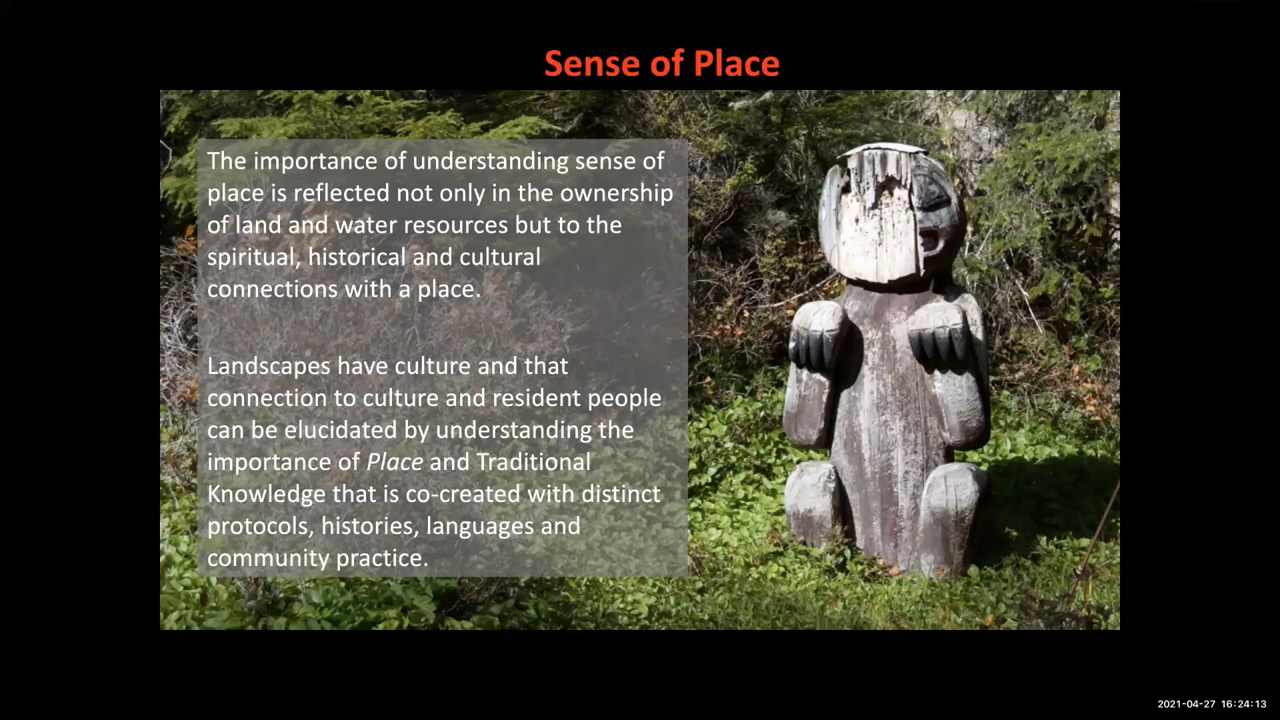 Sense of Place
The importance of understanding sense of
place is reflected not only in the ownership
of land and water resources but to the
spiritual, historical and cultural
connections with a place.
Landscapes have culture and that
connection to culture and resident people
can be elucidated by understanding the
importance of Place and Traditional
Knowledge that is co-created with distinct
protocols, histories, languages and
community practice.
2021-04-27 16:24:13